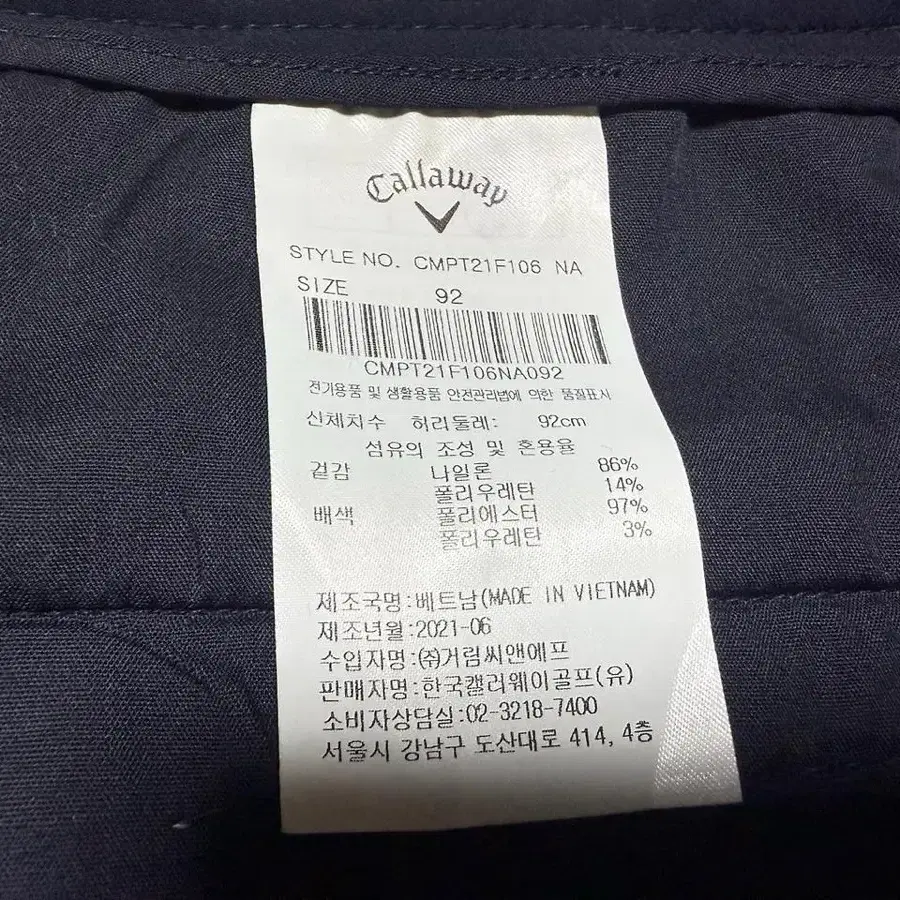 Callaway
STYLE NO. CMPT21F106 NA
SIZE 92
CMPT21F106NA092
전기용품 및 생활용품 안전관리법에 의한 품질표시
신체치수 허리둘레: 92cm
섬유의 조성 및 혼용율
겉감 나일론 86%
폴리우레탄 14%
배색 폴리에스터 97%
폴리우레탄 3%
제조국명:베트남(MADE IN VIETNAM)
제조년월:2021-06
수입자명:㈜거림씨앤에프
판매자명:한국캘러웨이골프(유)
소비자상담실:02-3218-7400
서울시 강남구 도산대로 414, 4층